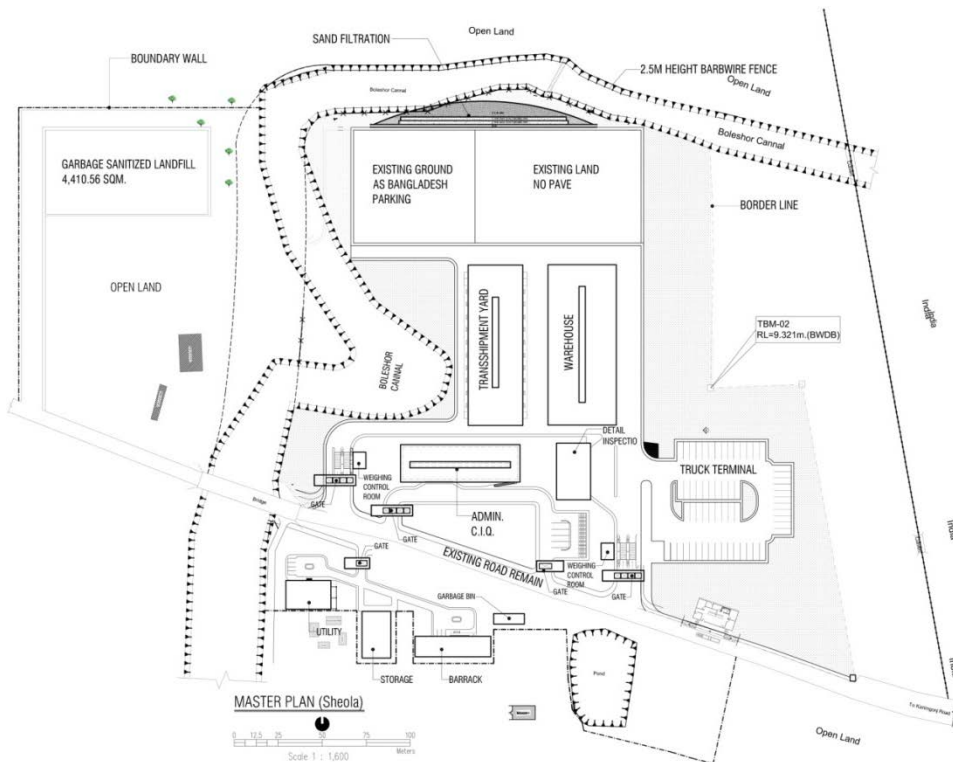 Open Land
SAND FILTRATION
BOUNDARY WALL
2.5M HEIGHT BARBWIRE FENCE
Open Land
Boleshor Cannal
Boleshor Cannal
GARBAGE SANITIZED LANDFILL
4,410.56 SQM.
EXISTING GROUND
AS BANGLADESH
PARKING
EXISTING LAND
NO PAVE
BORDER LINE
OPEN LAND
TRANSSHIPMENT YARD
WAREHOUSE
India
TBM-02
RL=9.321m.(BWDB)
BOLESHOR
CANNAL
DETAIL
INSPECTIO
TRUCK TERMINAL
WEIGHING
CONTROL
ROOM
GATE
Bridge
ADMIN.
C.I.Q.
GATE
GATE
EXISTING ROAD REMAIN
WEIGHING
CONTROL
ROOM
GATE
GATE
GARBAGE BIN
UTILITY
STORAGE
BARRACK
Pond
MASTER PLAN (Sheola)
0 12.5 25 50 75 100
Meters
Scale 1 : 1,600
Open Land